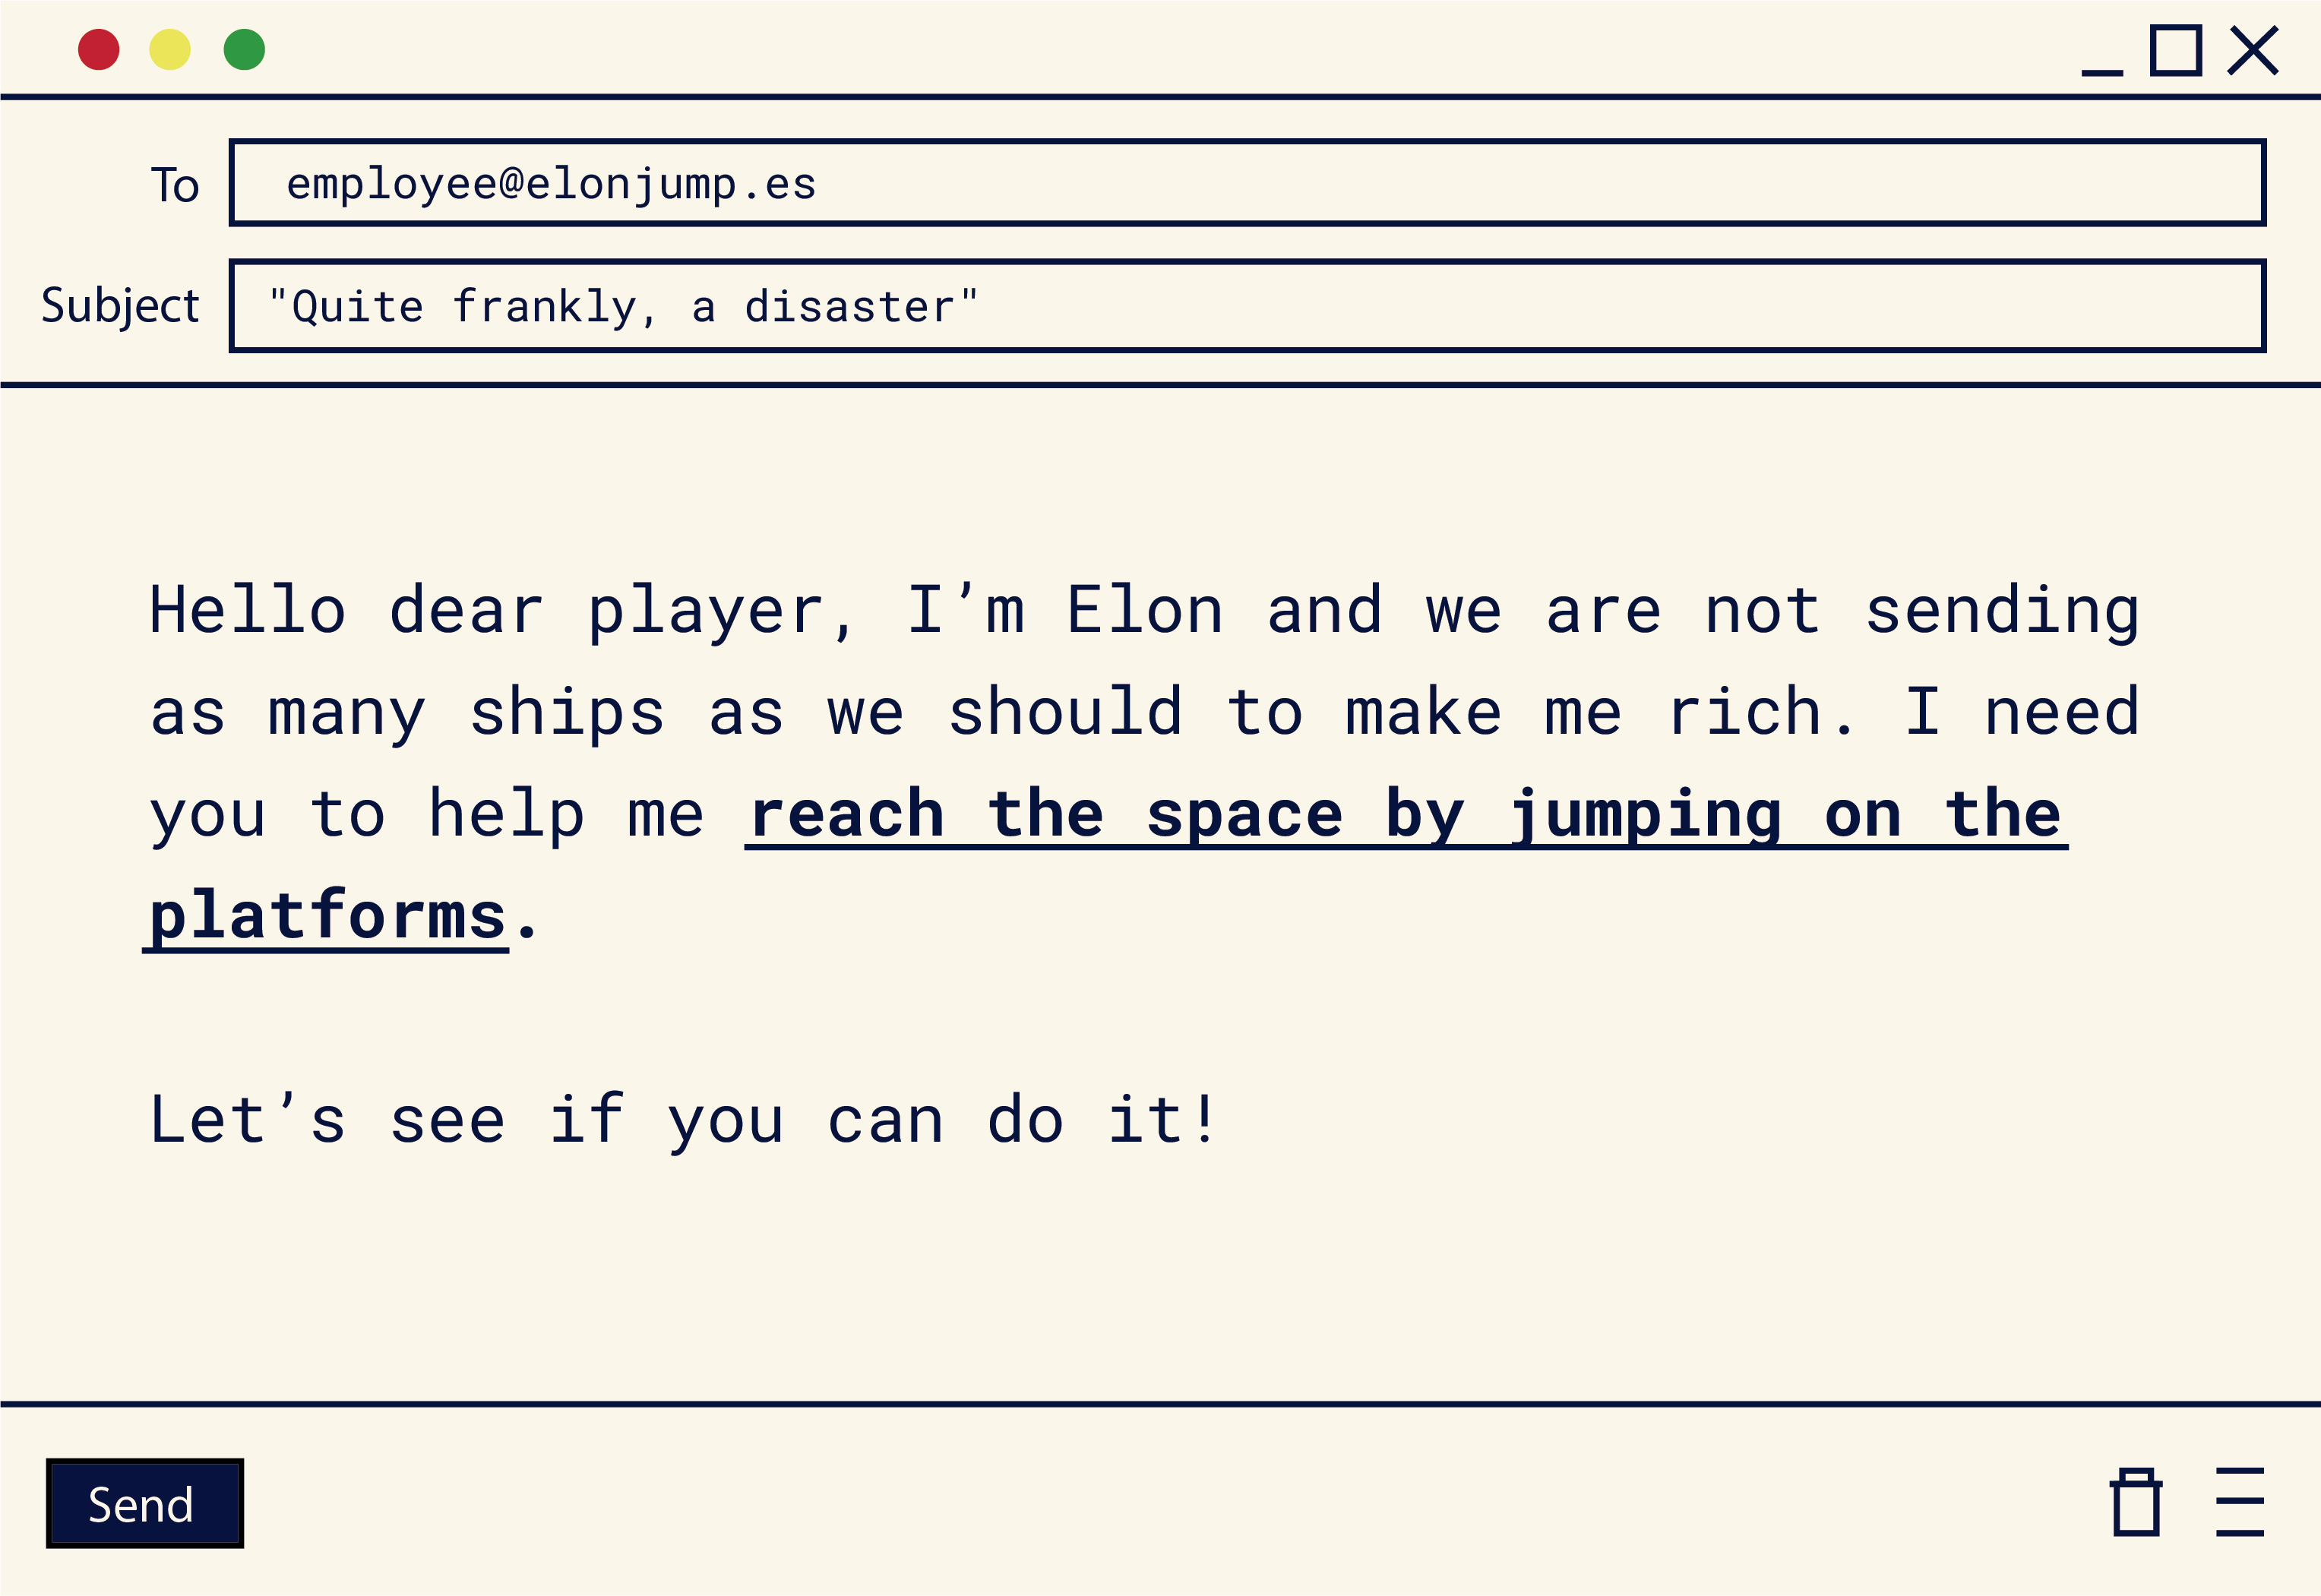 To employee@elonjump.es
Subject "Quite frankly, a disaster"
Hello dear player, I’m Elon and we are not sending
as many ships as we should to make me rich. I need
you to help me reach the space by jumping on the
platforms.
Let’s see if you can do it!
Send